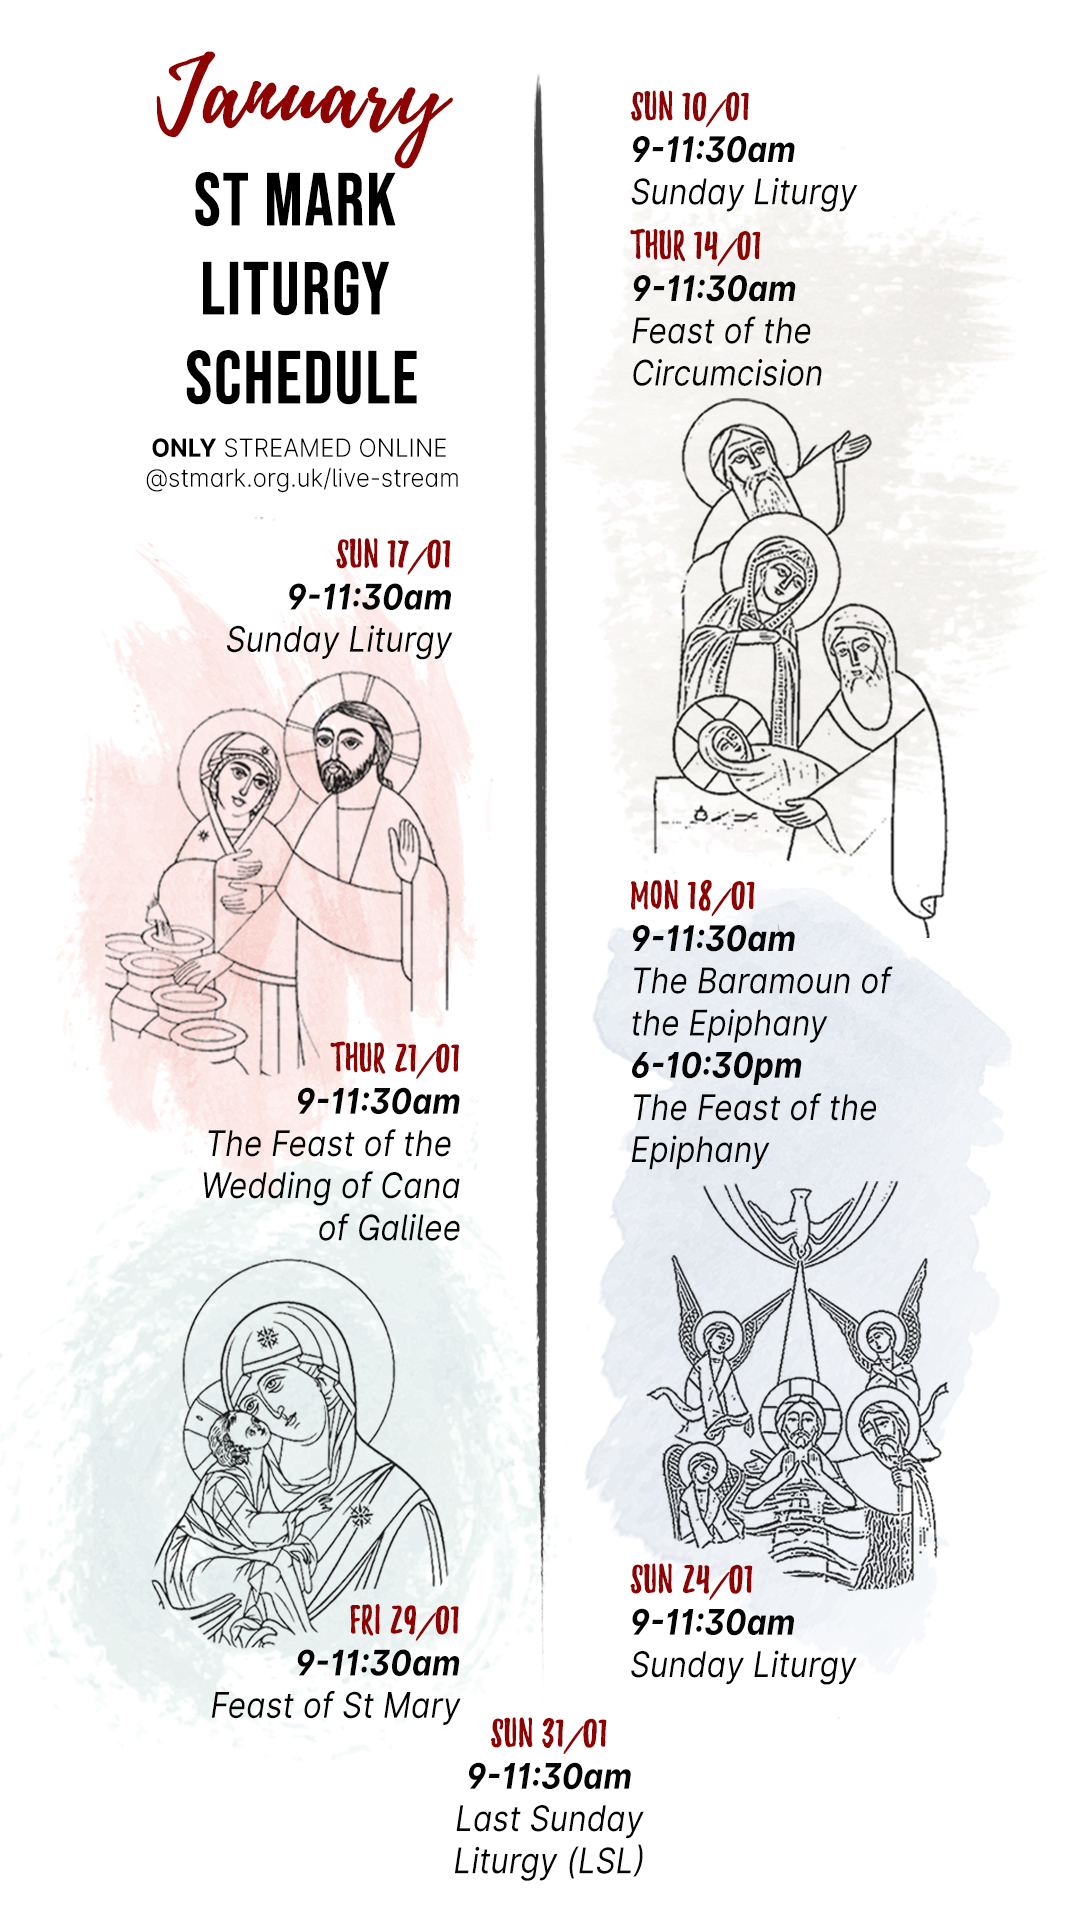 January
ST MARK
LITURGY
SCHEDULE
ONLY STREAMED ONLINE
@stmark.org.uk/live-stream
SUN 10/01
9-11:30am
Sunday Liturgy
THUR 14/01
9-11:30am
Feast of the
Circumcision
SUN 17/01
9-11:30am
Sunday Liturgy
MON 18/01
9-11:30am
The Baramoun of
the Epiphany
6-10:30pm
The Feast of the
Epiphany
THUR 21/01
9-11:30am
The Feast of the
Wedding of Cana
of Galilee
SUN 24/01
9-11:30am
Sunday Liturgy
FRI 29/01
9-11:30am
Feast of St Mary
SUN 31/01
9-11:30am
Last Sunday
Liturgy (LSL)